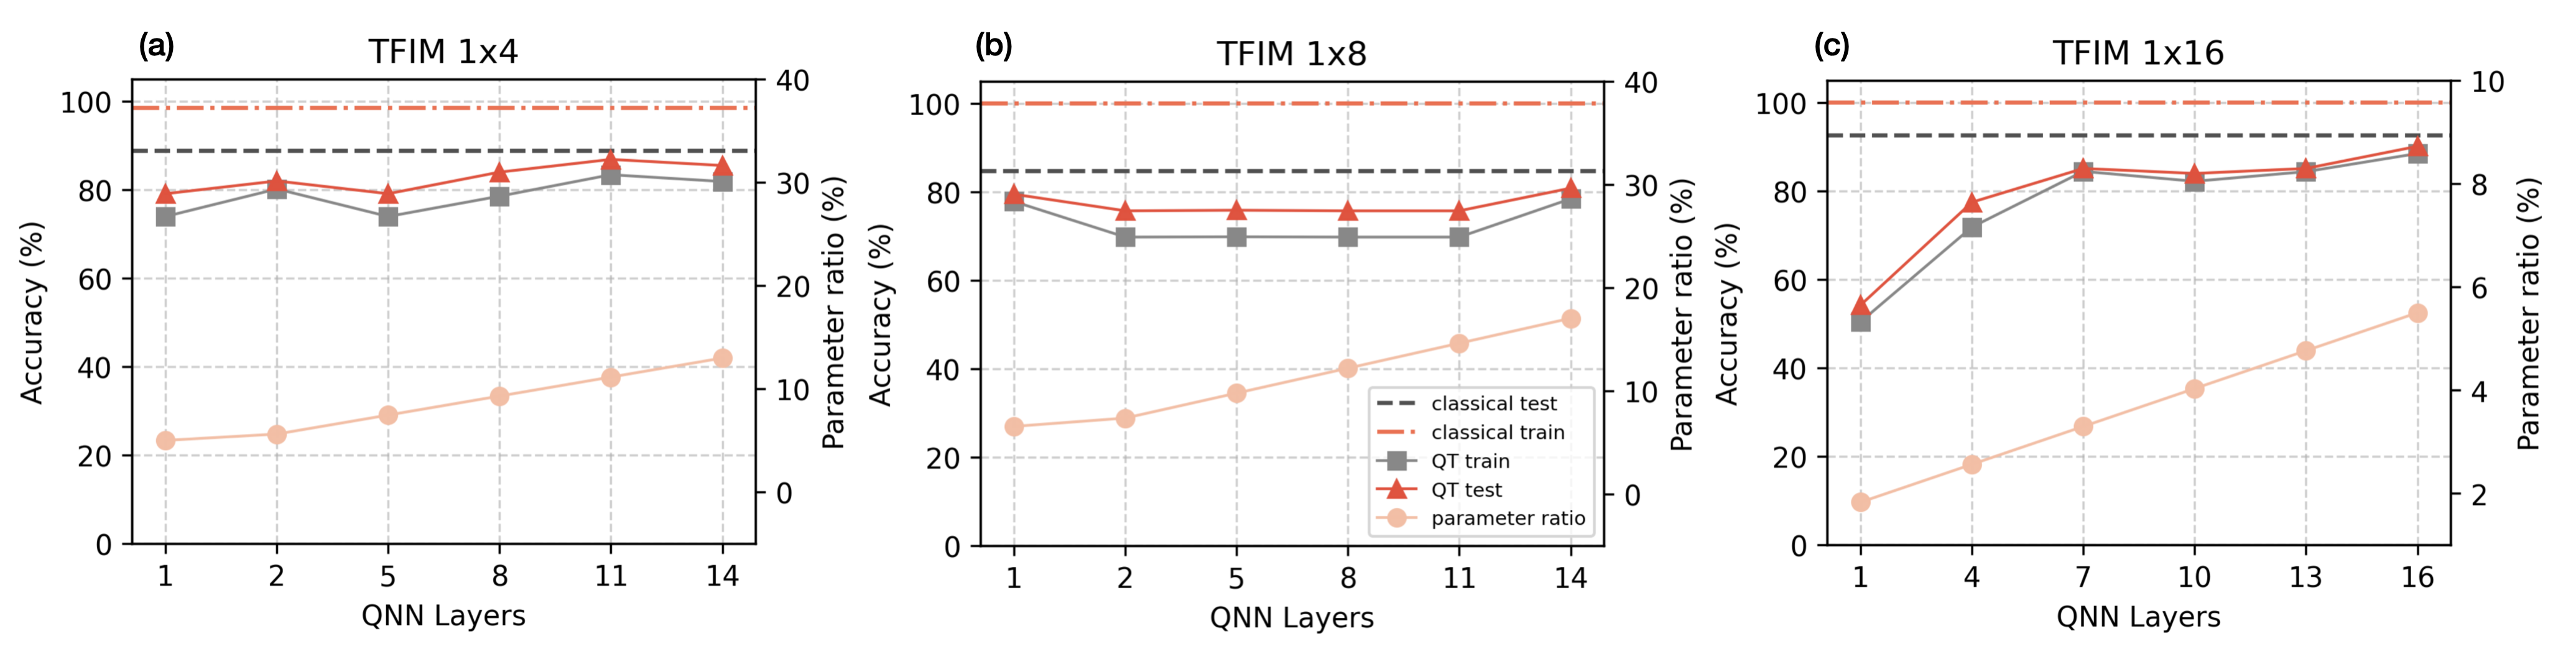 (a)
TFIM 1x4
100
80
60
40
20
0
Accuracy (%)
40
30
20
10
0
Parameter ratio (%)
1 2 5 8 11 14
QNN Layers
(b)
TFIM 1x8
100
80
60
40
20
0
Accuracy (%)
40
30
20
10
0
Parameter ratio (%)
classical test
classical train
QT train
QT test
parameter ratio
1 2 5 8 11 14
QNN Layers
(c)
TFIM 1x16
100
80
60
40
20
0
Accuracy (%)
10
8
6
4
2
Parameter ratio (%)
1 4 7 10 13 16
QNN Layers